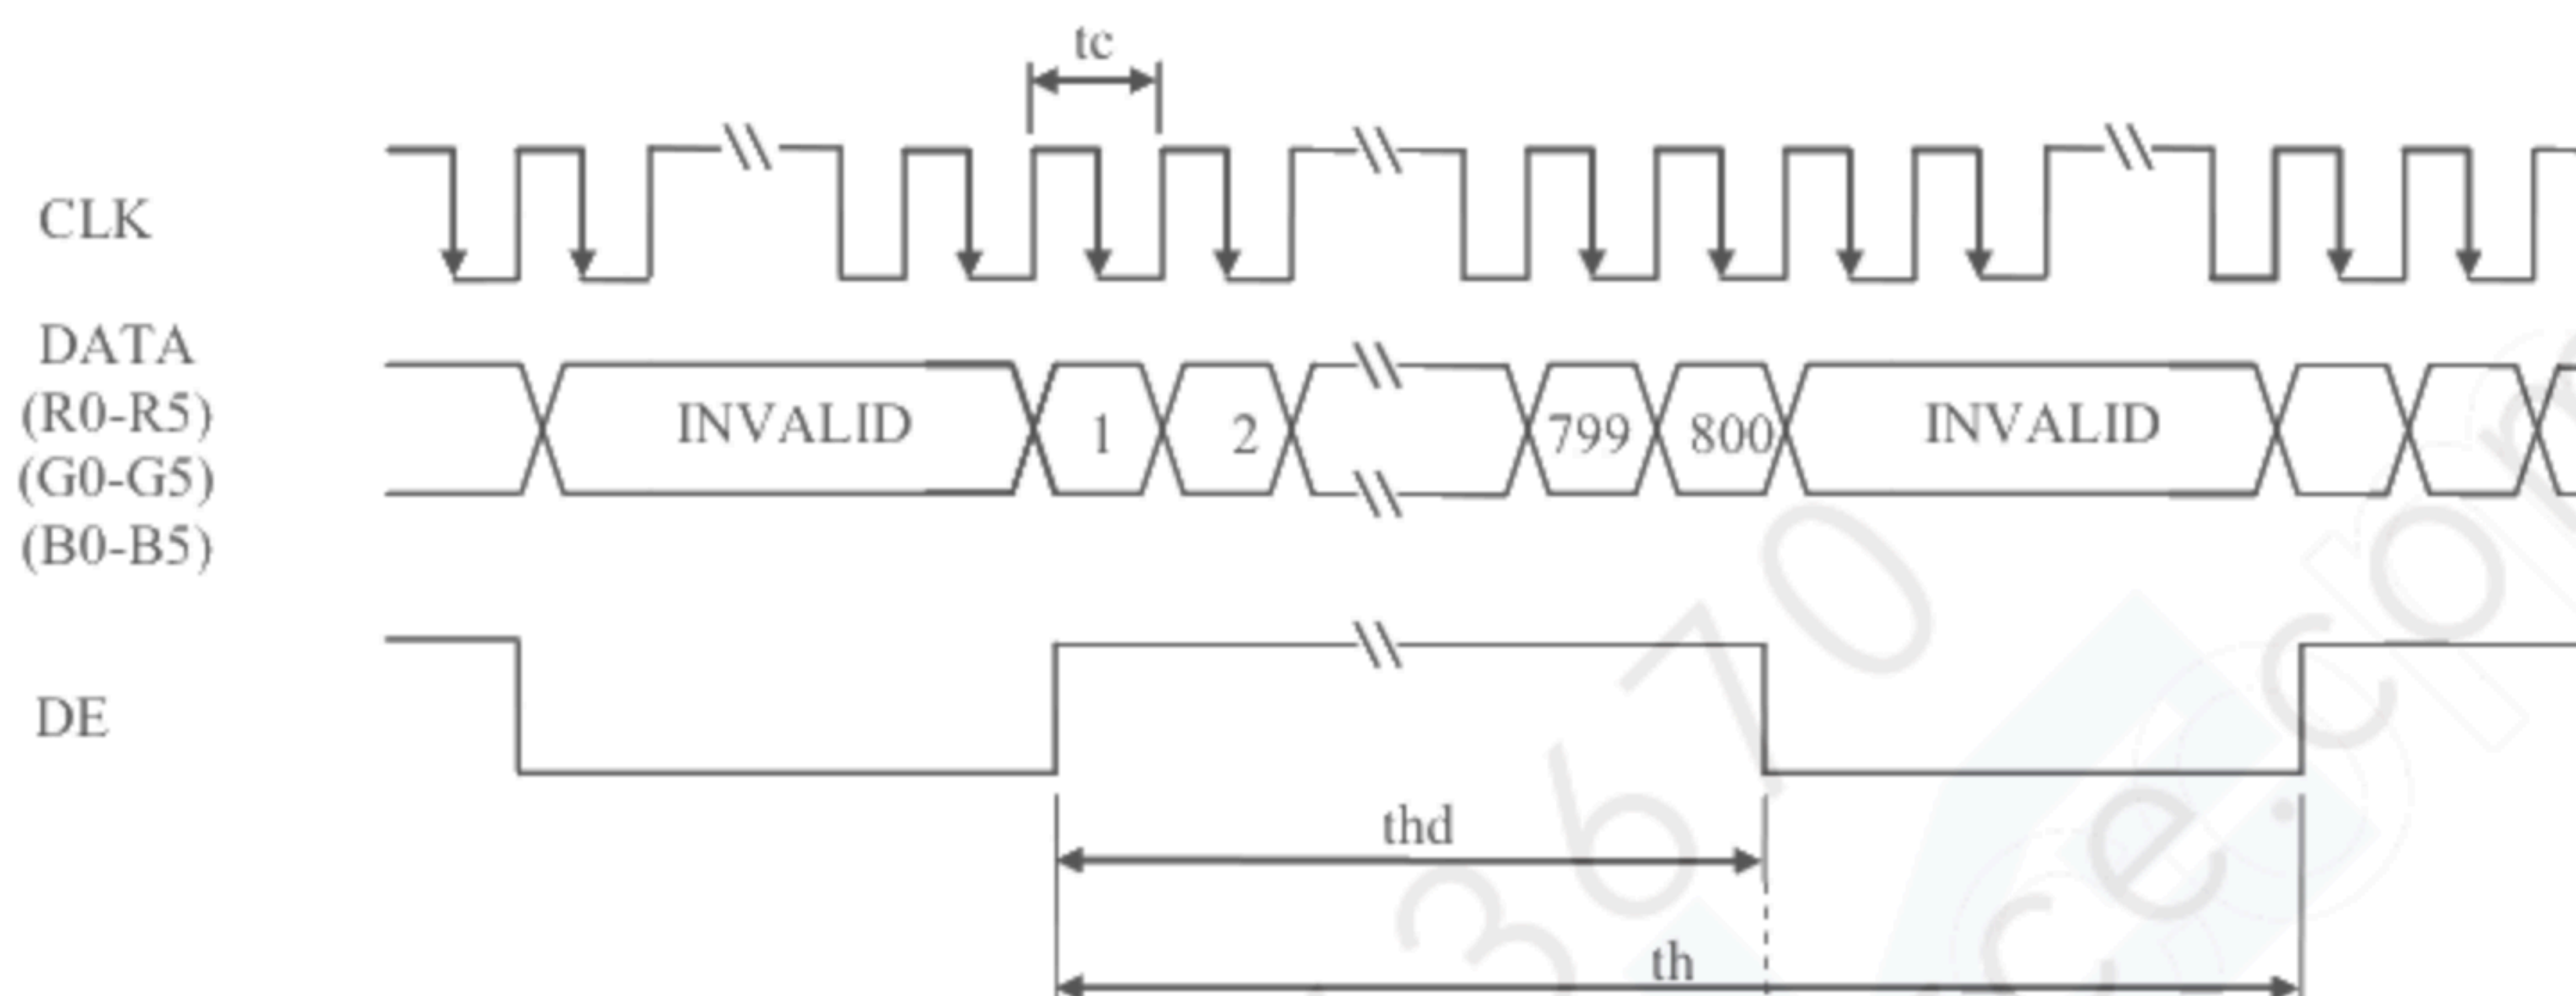 tc
CLK
DATA
(R0-R5)
(G0-G5)
(B0-B5)
INVALID 1 2 799 800 INVALID
DE
thd
th